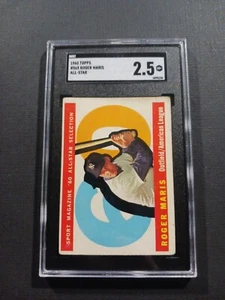 1960 TOPPS
#565 ROGER MARIS
ALL-STAR
SGC
2.5
SPORT MAGAZINE '60 ALL-STAR SELECTION
ROGER MARIS
Outfield/American League